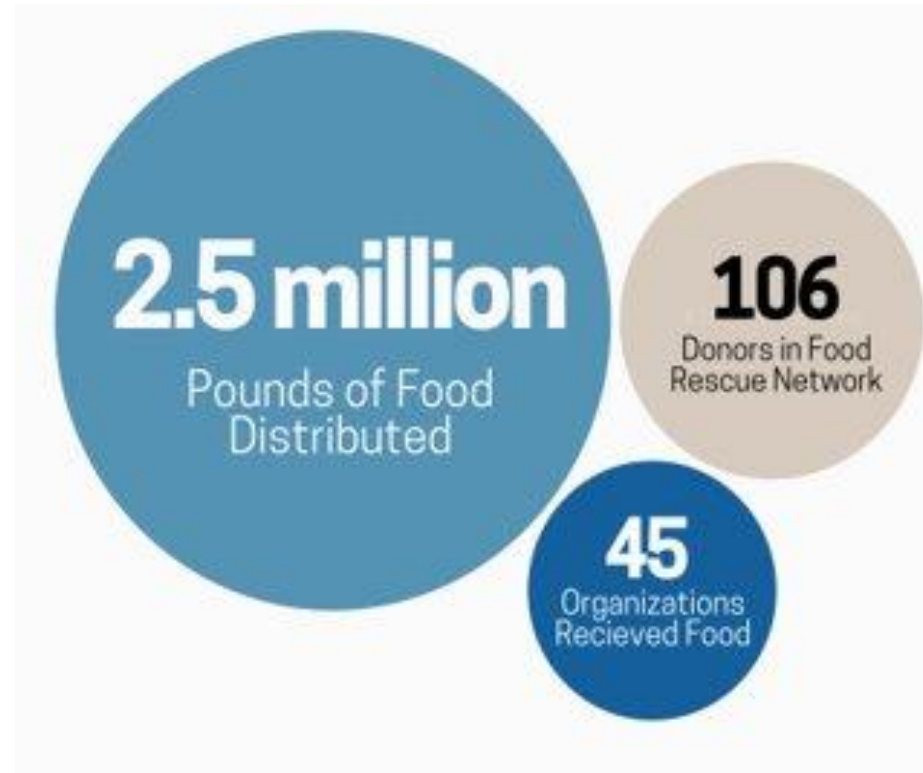 2.5 million
Pounds of Food
Distributed
106
Donors in Food
Rescue Network
45
Organizations
Recieved Food